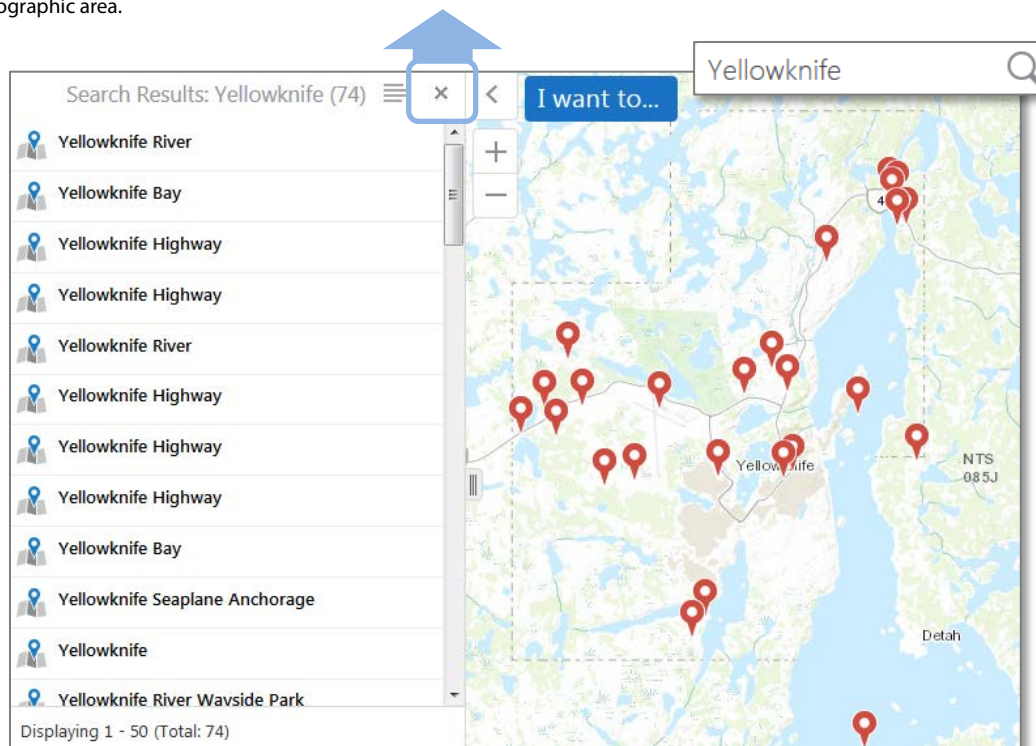 ographic area.
Yellowknife
Search Results: Yellowknife (74)
I want to...
Yellowknife River
Yellowknife Bay
Yellowknife Highway
Yellowknife Highway
Yellowknife River
Yellowknife Highway
Yellowknife Highway
Yellowknife Highway
Yellowknife Bay
Yellowknife Seaplane Anchorage
Yellowknife
Yellowknife River Wayside Park
Displaying 1 - 50 (Total: 74)
4
Yellowknife
NTS
085J
Detah